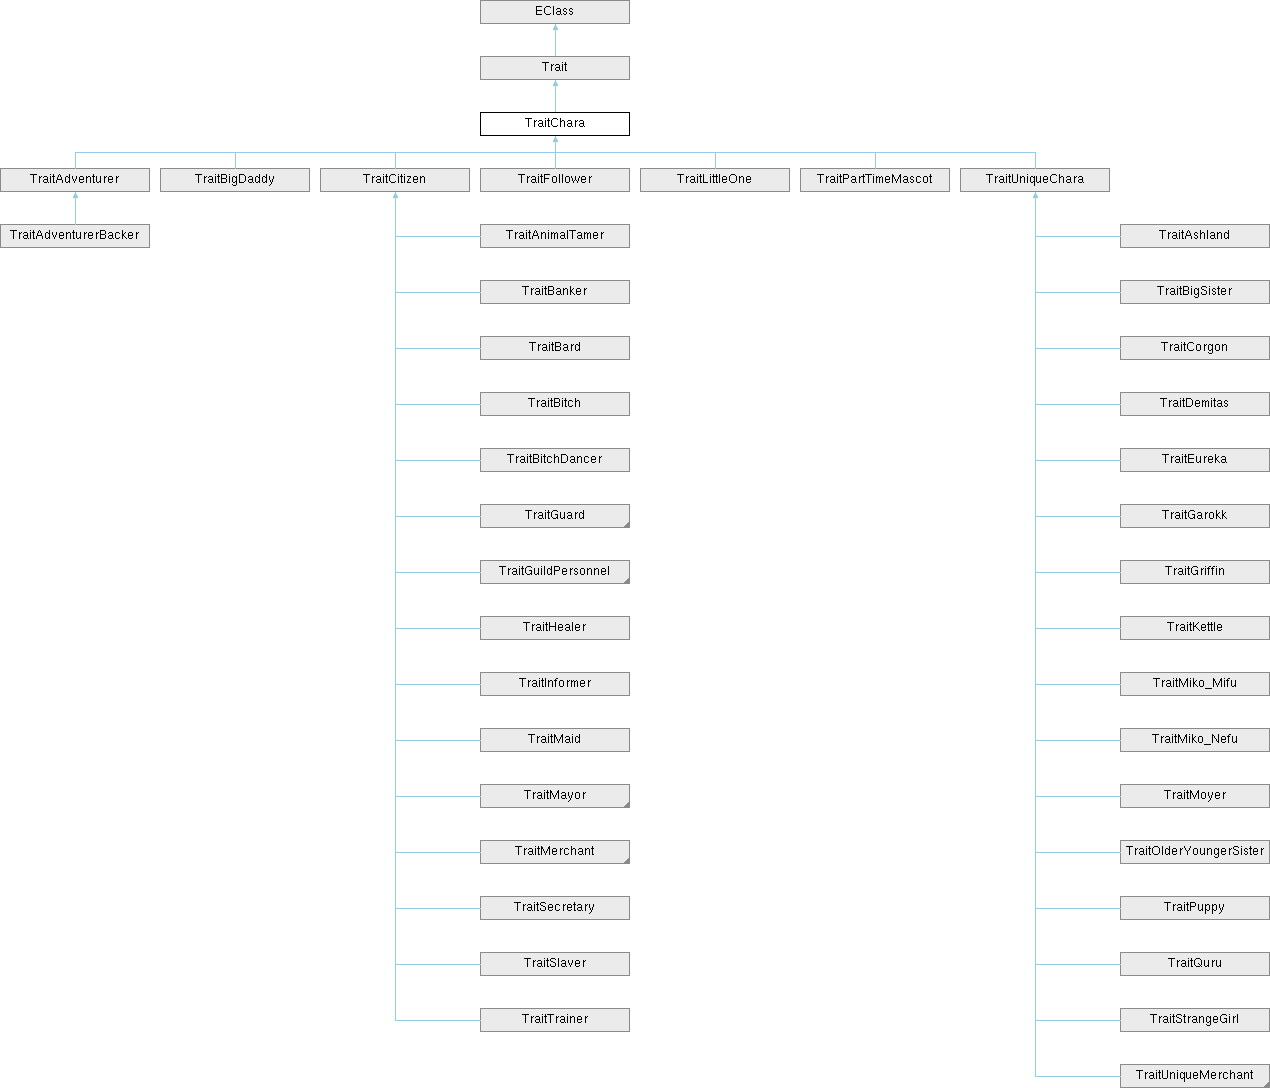 EClass
Trait
TraitChara
TraitAdventurer
TraitBigDaddy
TraitCitizen
TraitFollower
TraitLittleOne
TraitPartTimeMascot
TraitUniqueChara
TraitAdventurerBacker
TraitAnimalTamer
TraitAshland
TraitBanker
TraitBigSister
TraitBard
TraitCorgon
TraitBitch
TraitDemitas
TraitBitchDancer
TraitEureka
TraitGuard
TraitGarokk
TraitGuildPersonnel
TraitGriffin
TraitHealer
TraitKettle
TraitInformer
TraitMiko_Mifu
TraitMaid
TraitMiko_Nefu
TraitMayor
TraitMoyer
TraitMerchant
TraitOlderYoungerSister
TraitSecretary
TraitPuppy
TraitSlaver
TraitQuru
TraitTrainer
TraitStrangeGirl
TraitUniqueMerchant